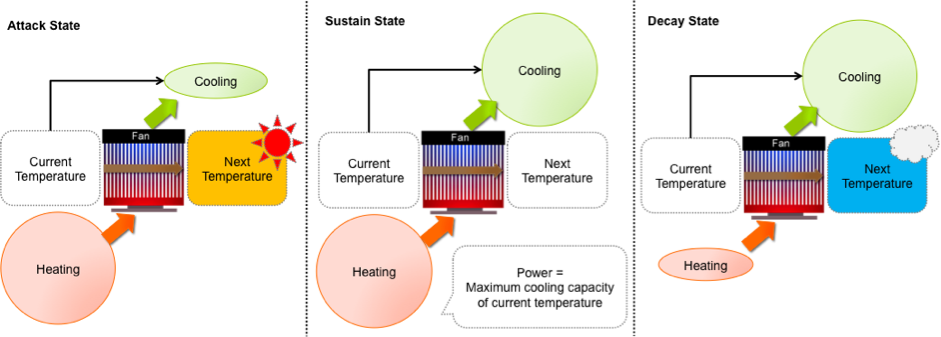 Attack State
Cooling
Fan
Current
Temperature
Next
Temperature
Heating
Sustain State
Cooling
Fan
Current
Temperature
Next
Temperature
Heating
Power =
Maximum cooling capacity
of current temperature
Decay State
Cooling
Fan
Current
Temperature
Next
Temperature
Heating